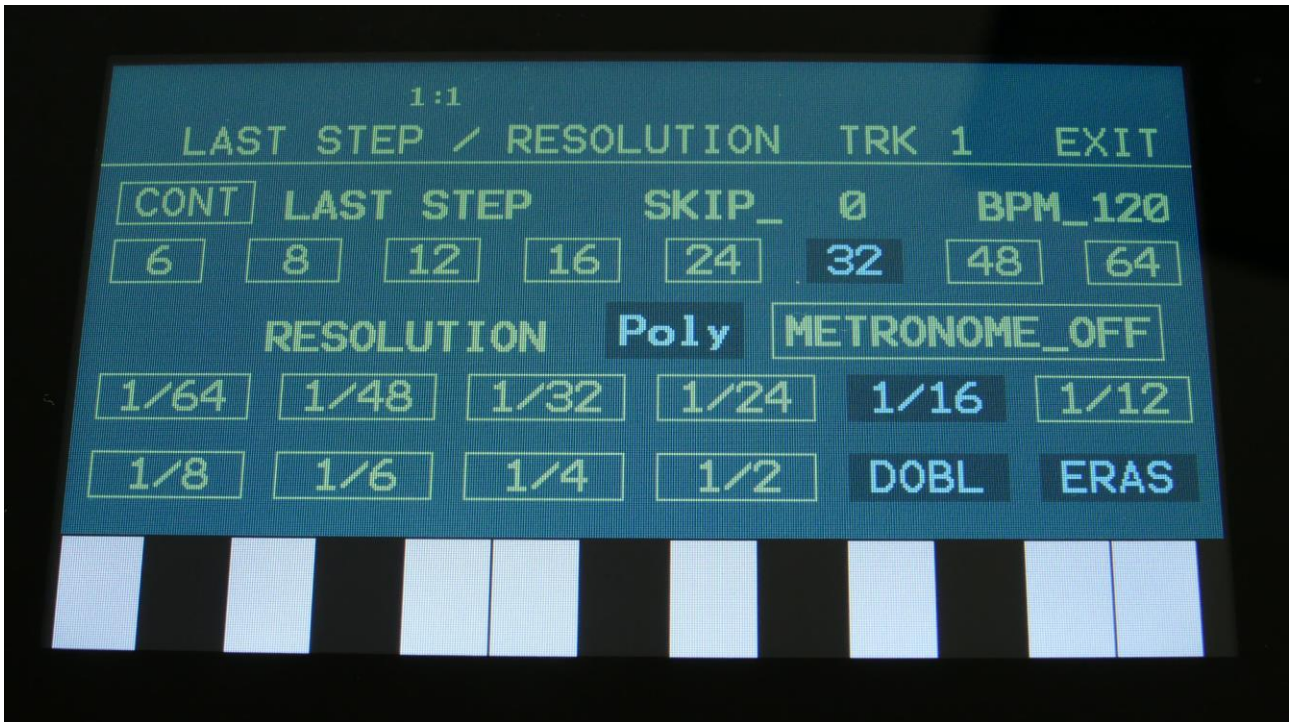 1:1
LAST STEP / RESOLUTION TRK 1 EXIT
CONT LAST STEP SKIP_ 0 BPM_120
6 8 12 16 24 32 48 64
RESOLUTION Poly METRONOME_OFF
1/64 1/48 1/32 1/24 1/16 1/12
1/8 1/6 1/4 1/2 DOBL ERAS